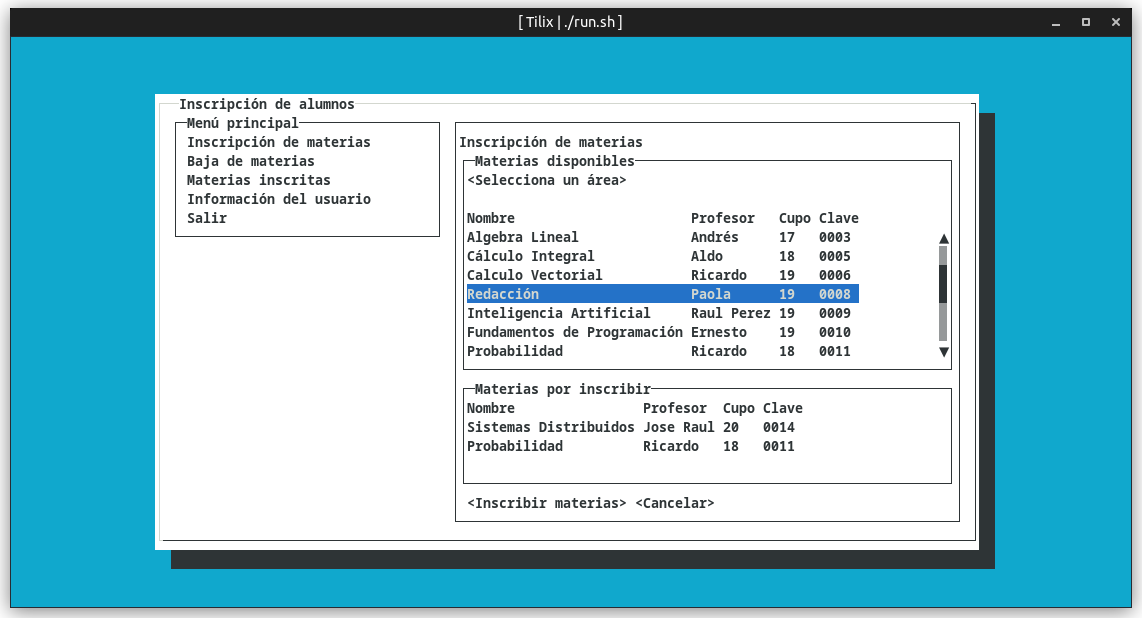 [ Tilix | ./run.sh ]
Inscripción de alumnos
Menú principal
Inscripción de materias
Baja de materias
Materias inscritas
Información del usuario
Salir
Inscripción de materias
Materias disponibles
<Selecciona un área>
Nombre Profesor Cupo Clave
Algebra Lineal Andrés 17 0003
Cálculo Integral Aldo 18 0005
Calculo Vectorial Ricardo 19 0006
Redacción Paola 19 0008
Inteligencia Artificial Raul Perez 19 0009
Fundamentos de Programación Ernesto 19 0010
Probabilidad Ricardo 18 0011
Materias por inscribir
Nombre Profesor Cupo Clave
Sistemas Distribuidos Jose Raul 20 0014
Probabilidad Ricardo 18 0011
<Inscribir materias> <Cancelar>